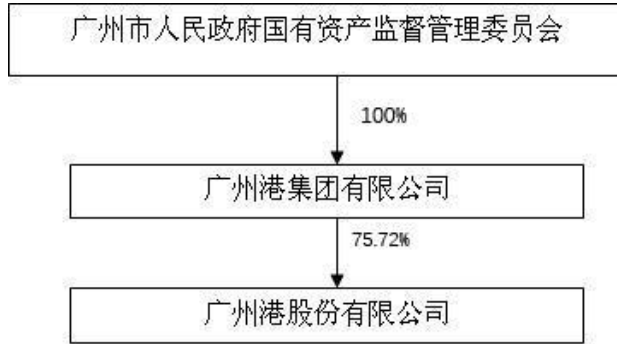 广州市人民政府国有资产监督管理委员会
100%
广州港集团有限公司
75.72%
广州港股份有限公司